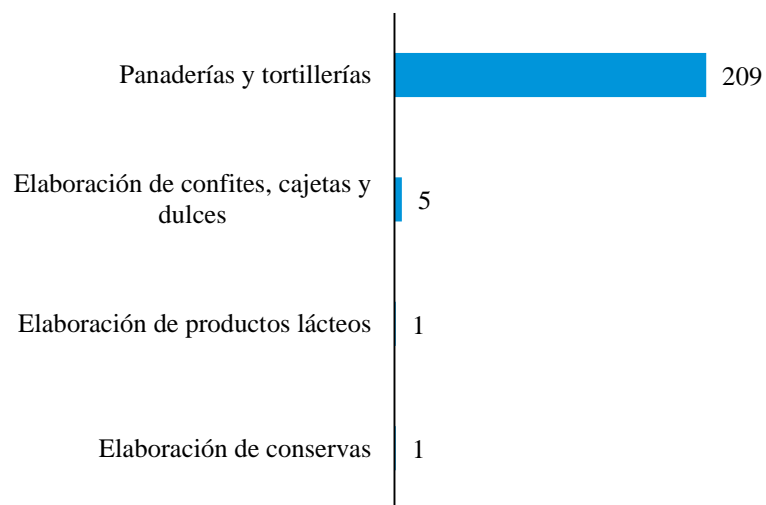 Panaderías y tortillerías
209
Elaboración de confites, cajetas y
dulces
5
Elaboración de productos lácteos
1
Elaboración de conservas
1